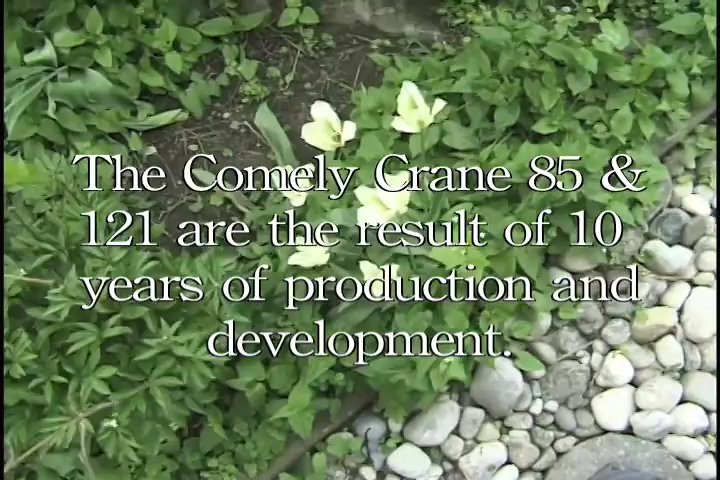 The Comely Crane 85 &
121 are the result of 10
years of production and
development.